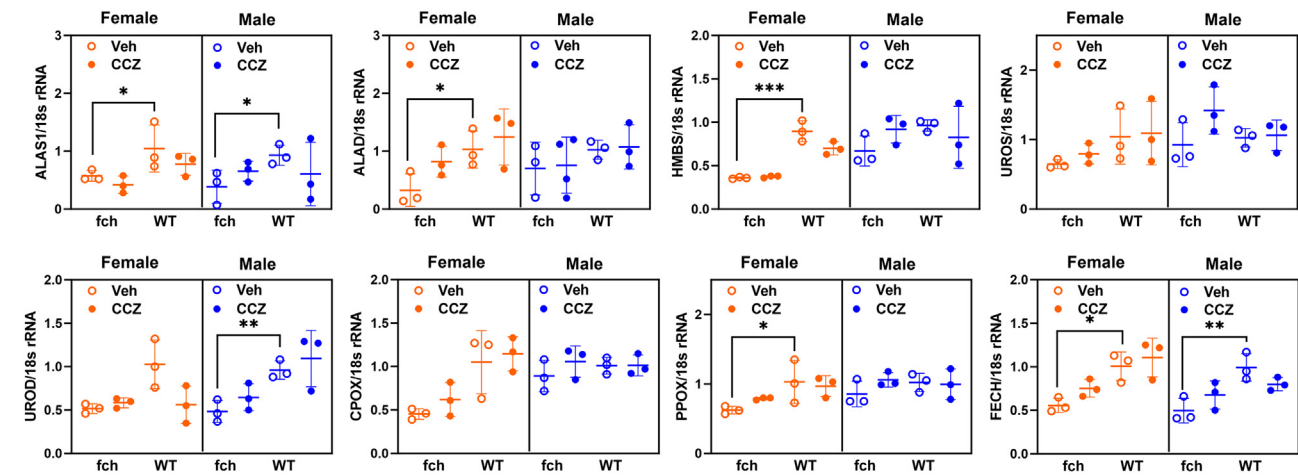 Female Male
3
2
1
0
ALAS1/18s rRNA
Veh Veh
CCZ CCZ
* *
fch WT fch WT
Female Male
3
2
1
0
ALAD/18s rRNA
Veh Veh
CCZ CCZ
*
fch WT fch WT
Female Male
2.0
1.5
1.0
0.5
0.0
HMBS/18s rRNA
Veh Veh
CCZ CCZ
***
fch WT fch WT
Female Male
2
1
0
UROS/18s rRNA
Veh Veh
CCZ CCZ
fch WT fch WT
Female Male
2.0
1.5
1.0
0.5
0.0
UROD/18s rRNA
Veh Veh
CCZ CCZ
**
fch WT fch WT
Female Male
2.0
1.5
1.0
0.5
0.0
CPOX/18s rRNA
Veh Veh
CCZ CCZ
fch WT fch WT
Female Male
2
1
0
PPOX/18s rRNA
Veh Veh
CCZ CCZ
*
fch WT fch WT
Female Male
2.0
1.5
1.0
0.5
0.0
FECH/18s rRNA
Veh Veh
CCZ CCZ
* **
fch WT fch WT